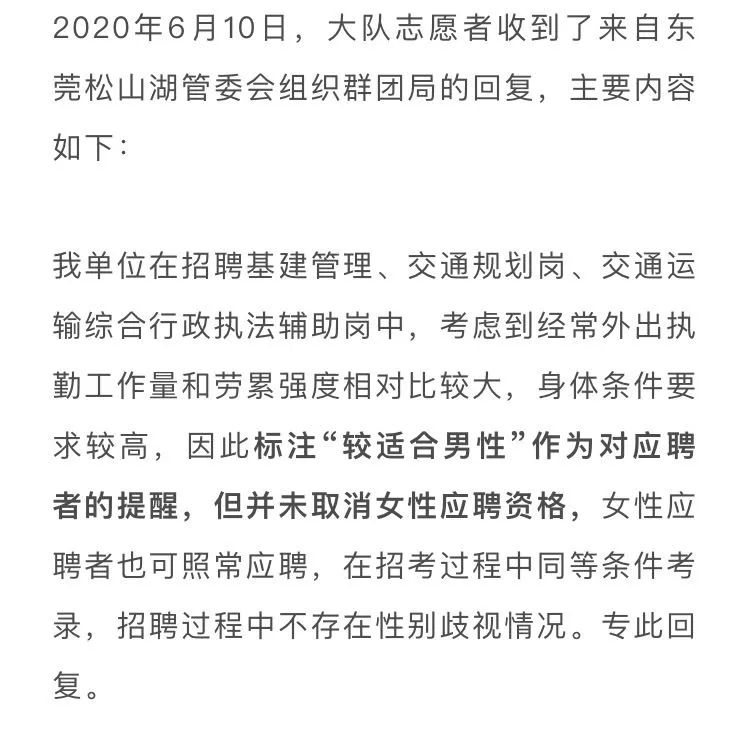 2020年6月10日，大队志愿者收到了来自东
莞松山湖管委会组织群团局的回复，主要内容
如下：
我单位在招聘基建管理、交通规划岗、交通运
输综合行政执法辅助岗中，考虑到经常外出执
勤工作量和劳累强度相对比较大，身体条件要
求较高，因此标注“较适合男性”作为对应聘
者的提醒，但并未取消女性应聘资格，女性应
聘者也可照常应聘，在招考过程中同等条件考
录，招聘过程中不存在性别歧视情况。专此回
复。